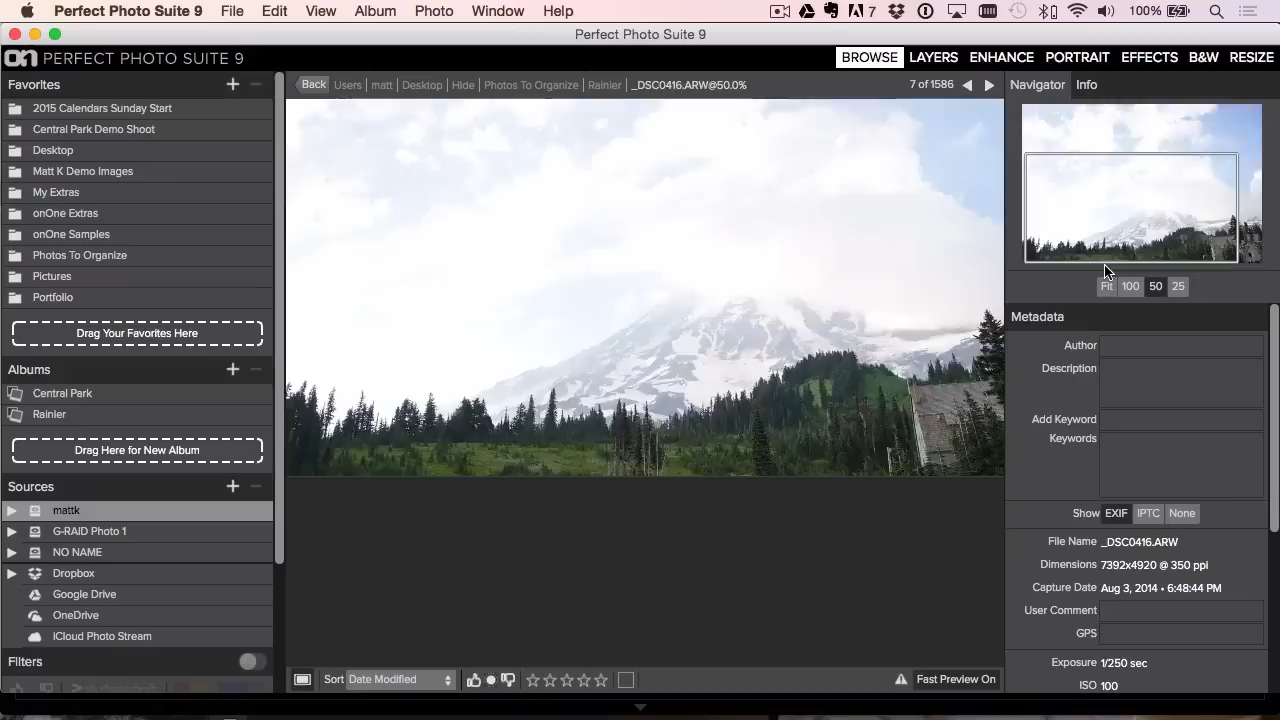 Perfect Photo Suite 9 File Edit View Album Photo Window Help 7 100%
Perfect Photo Suite 9
on PERFECT PHOTO SUITE 9 BROWSE LAYERS ENHANCE PORTRAIT EFFECTS B&W RESIZE
Favorites
2015 Calendars Sunday Start
Central Park Demo Shoot
Desktop
Matt K Demo Images
My Extras
onOne Extras
onOne Samples
Photos To Organize
Pictures
Portfolio
Drag Your Favorites Here
Albums
Central Park
Rainier
Drag Here for New Album
Sources
mattk
G-RAID Photo 1
NO NAME
Dropbox
Google Drive
OneDrive
iCloud Photo Stream
Filters
Back Users | matt | Desktop | Hide | Photos To Organize | Rainier | _DSC0416.ARW@50.0% 7 of 1586
Sort Date Modified Fast Preview On
Navigator Info
Fit 100 50 25
Metadata
Author
Description
Add Keyword
Keywords
Show EXIF IPTC None
File Name _DSC0416.ARW
Dimensions 7392x4920 @ 350 ppi
Capture Date Aug 3, 2014 • 6:48:44 PM
User Comment
GPS
Exposure 1/250 sec
ISO 100